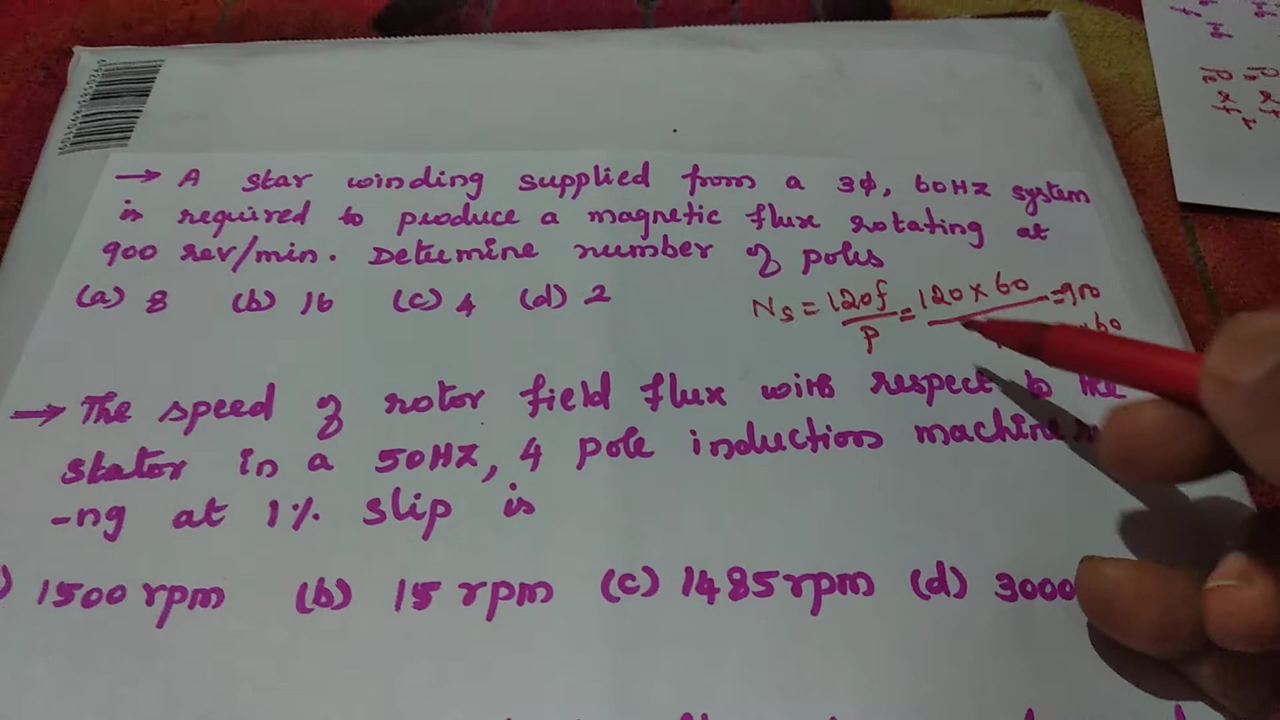 → A star winding supplied from a 3ϕ, 60HZ system
is required to produce a magnetic flux rotating at
900 rev/min. Determine number of poles
(a) 8 (b) 16 (c) 4 (d) 2
Ns = 120f/P = 120 x 60 = 900
x 60
→ The speed of rotor field flux with respect to the
stator in a 50HZ, 4 pole induction machine
-ng at 1% slip is
) 1500 rpm (b) 15 rpm (c) 1485 rpm (d) 3000